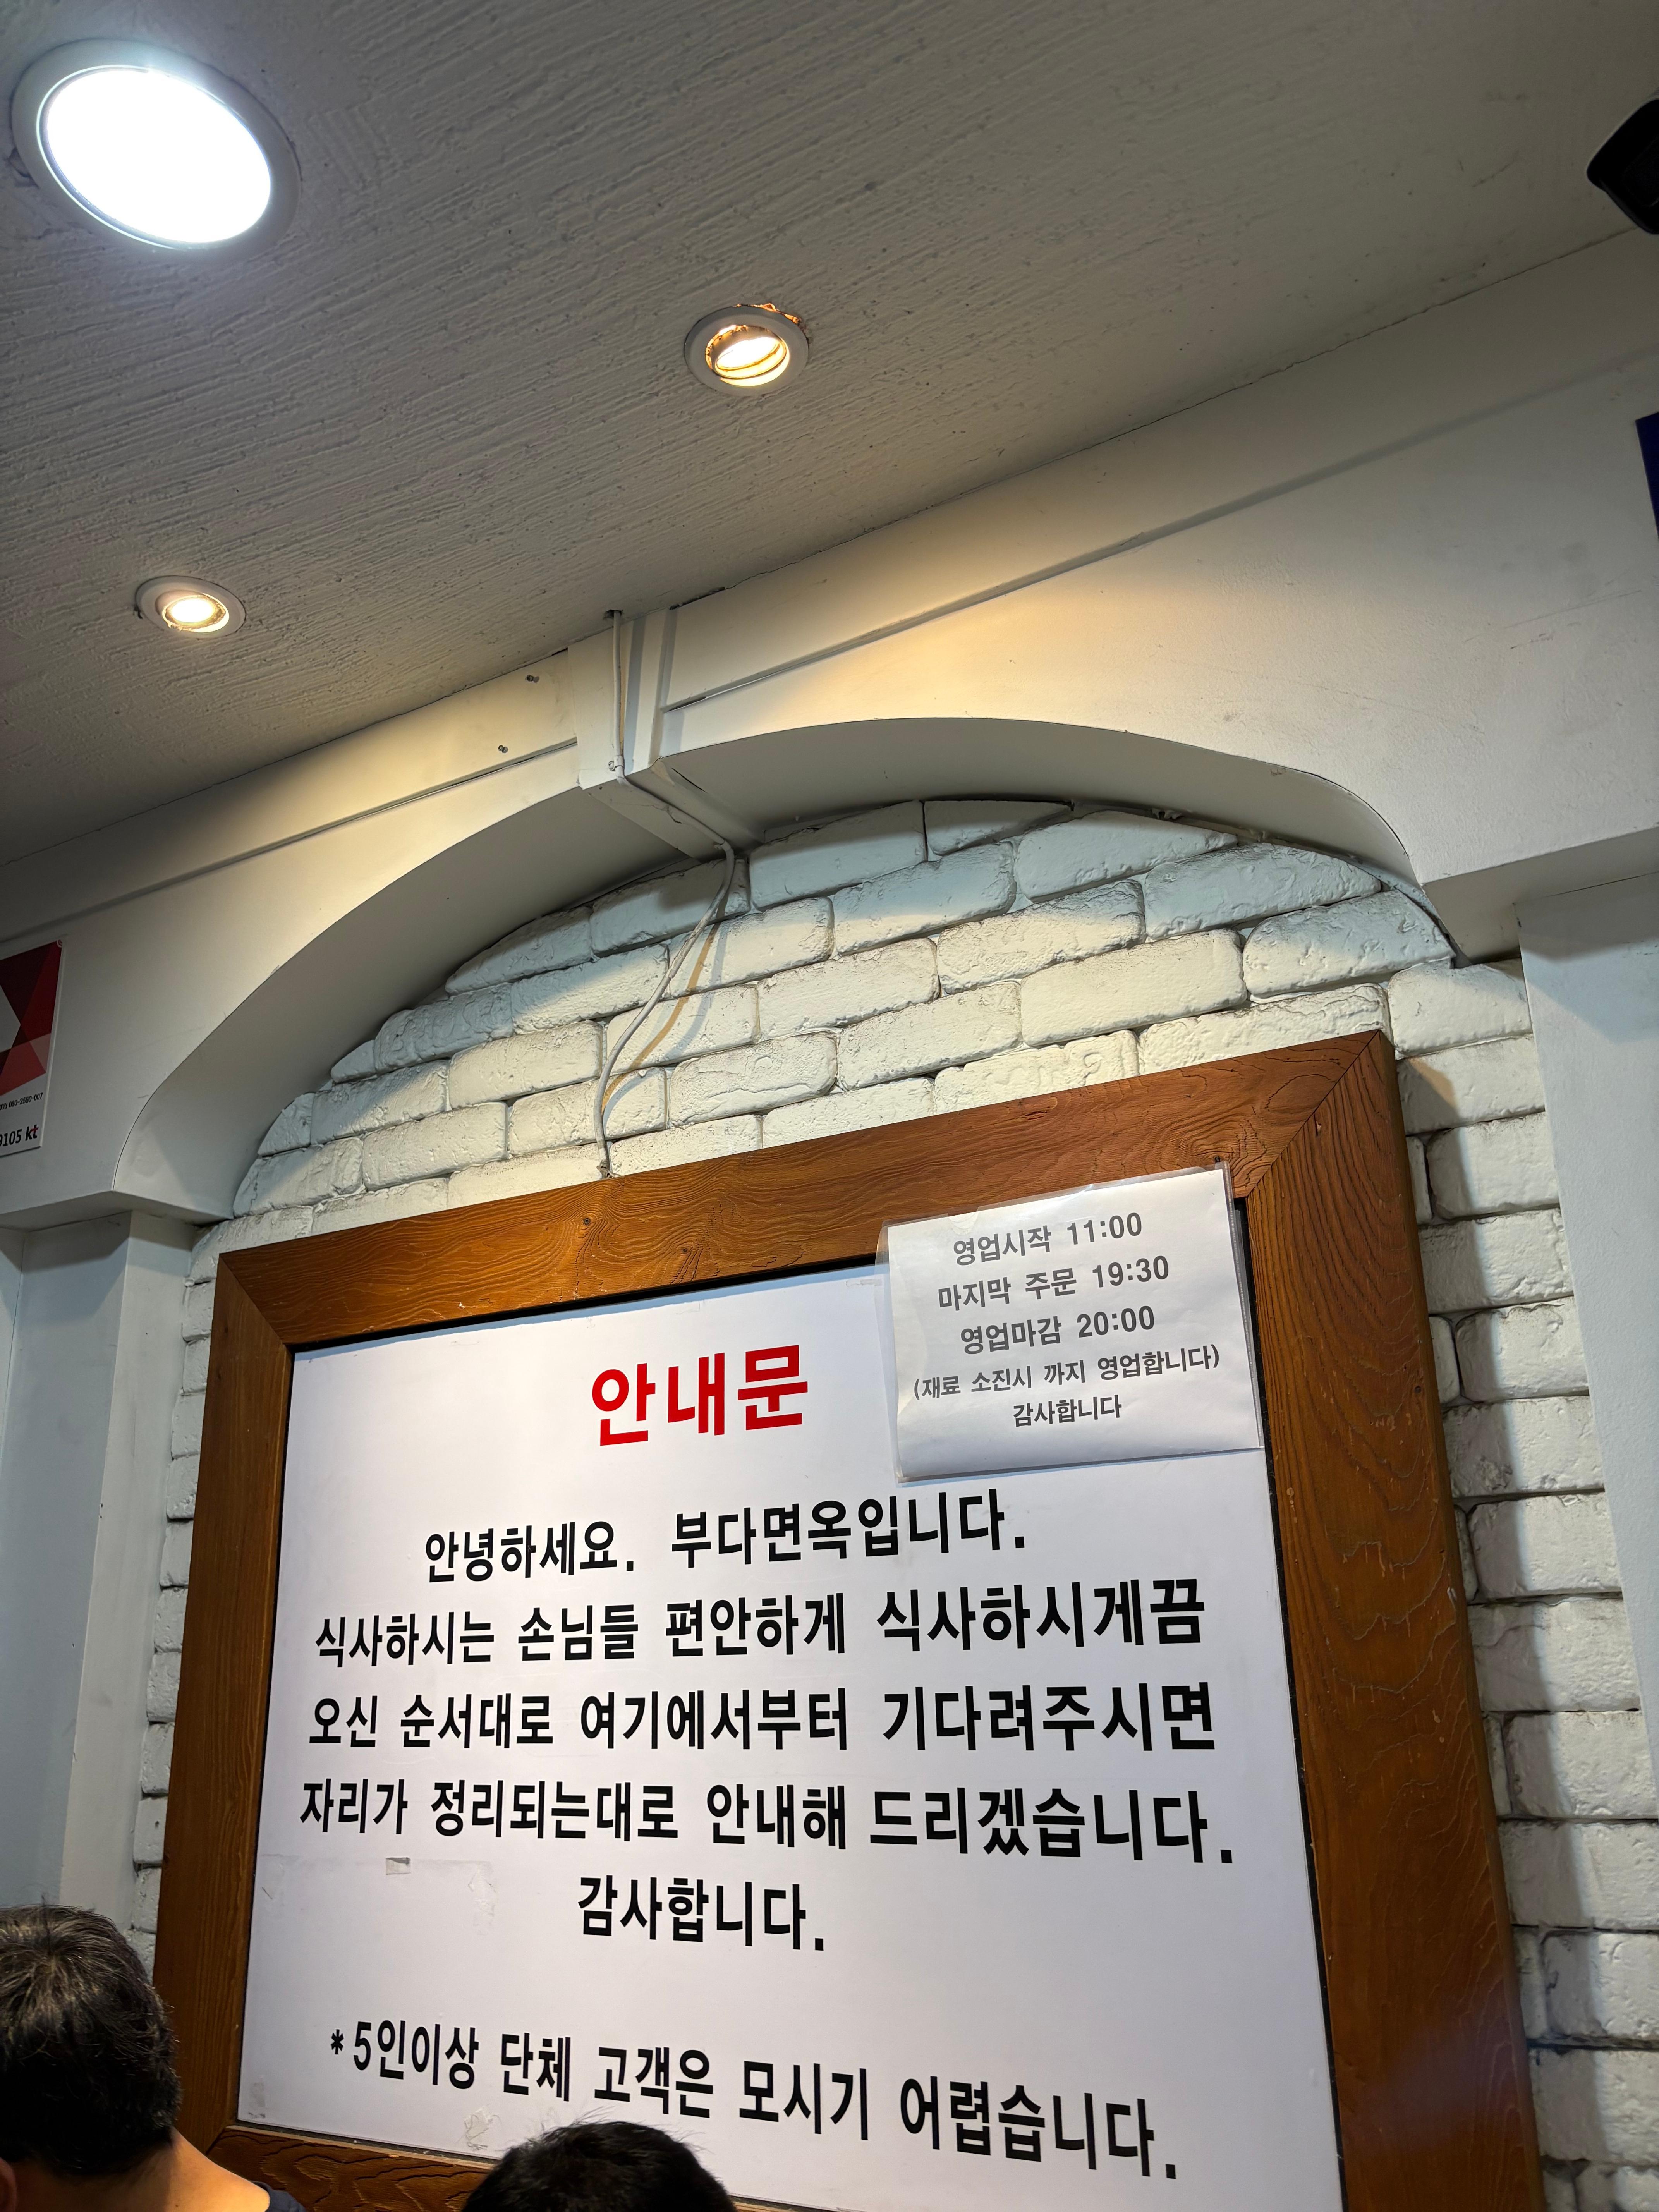 영업시작 11:00
마지막 주문 19:30
영업마감 20:00
(재료 소진시 까지 영업합니다)
감사합니다
안내문
안녕하세요. 부다면옥입니다.
식사하시는 손님들 편안하게 식사하시게끔
오신 순서대로 여기에서부터 기다려주시면
자리가 정리되는대로 안내해 드리겠습니다.
감사합니다.
*5인이상 단체 고객은 모시기 어렵습니다.
080-2580-007
9105 kt